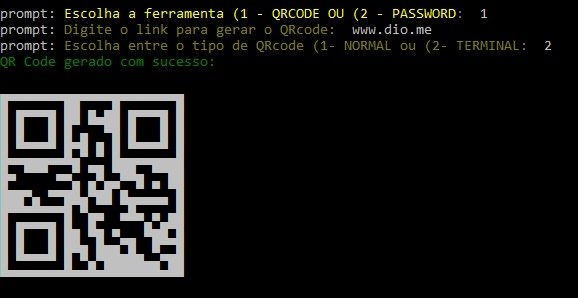 prompt: Escolha a ferramenta (1 - QRCODE OU (2 - PASSWORD:  1
prompt: Digite o link para gerar o QRcode:  www.dio.me
prompt: Escolha entre o tipo de QRcode (1- NORMAL ou (2- TERMINAL:  2
QR Code gerado com sucesso: